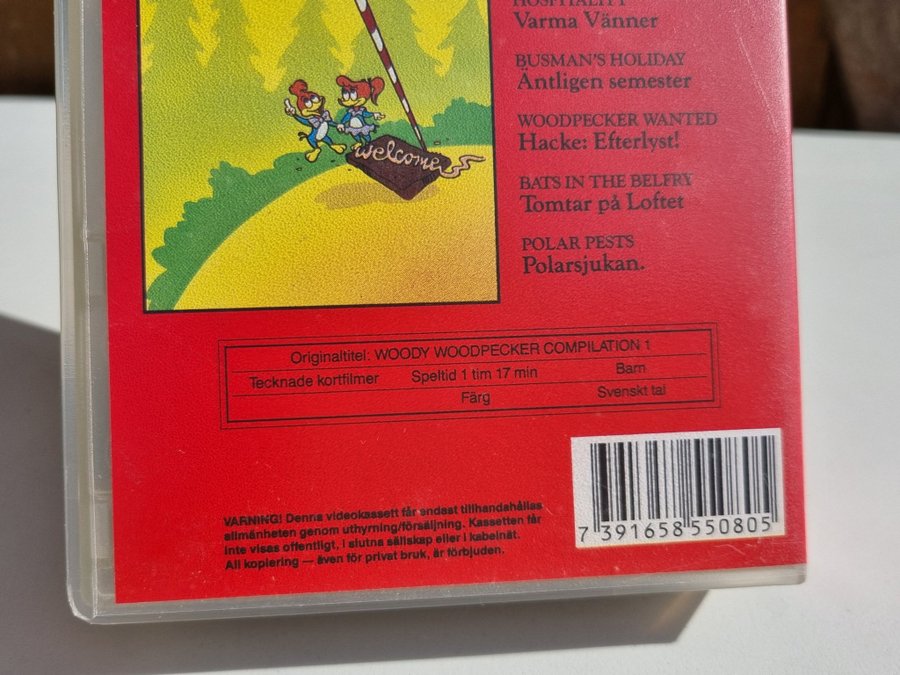 HOSPITALITY
Varma Vänner
BUSMAN'S HOLIDAY
Äntligen semester
WOODPECKER WANTED
Hacke: Efterlyst!
BATS IN THE BELFRY
Tomtar på Loftet
POLAR PESTS
Polarsjukan.
welcome
Originaltitel: WOODY WOODPECKER COMPILATION 1
Tecknade kortfilmer Speltid 1 tim 17 min Barn
Färg Svenskt tal
VARNING! Denna videokassett får endast tillhandahållas
allmänheten genom uthyrning/försäljning. Kassetten får
inte visas offentligt, i slutna sällskap eller i kabelnät.
All kopiering — även för privat bruk, är förbjuden.
7 391658 550805